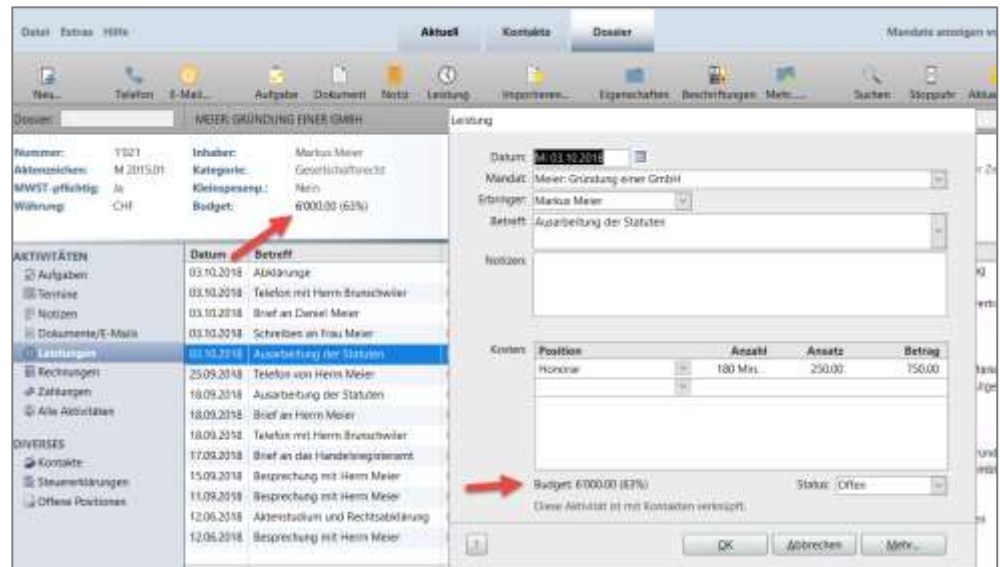 Datei Extras Hilfe Aktuell Kontakte Dossier Mandate anzeigen
Neu... Telefon E-Mail... Aufgabe Dokument Notiz Leistung Importieren... Eigenschaften Beschriftungen Mehr... Suchen Stoppuhr
Dossier: MEIER: GRÜNDUNG EINER GMBH
Nummer: 1'021 Inhaber: Markus Meier
Aktenzeichen: M 2015.01 Kategorie: Gesellschaftsrecht
MWST-pflichtig: Ja Kleinspesenp.: Nein
Währung: CHF Budget: 6'000.00 (63%)
AKTIVITÄTEN
Aufgaben
Termine
Notizen
Dokumente/E-Mails
Leistungen
Rechnungen
Zahlungen
Alle Aktivitäten
DIVERSES
Kontakte
Steuererklärungen
Offene Positionen
Datum Betreff
03.10.2018 Abklärunge
03.10.2018 Telefon mit Herrn Brunschwiler
03.10.2018 Brief an Daniel Meier
03.10.2018 Schreiben an Frau Meier
03.10.2018 Ausarbeitung der Statuten
25.09.2018 Telefon von Herrn Meier
18.09.2018 Ausarbeitung der Statuten
18.09.2018 Brief an Herrn Meier
18.09.2018 Telefon mit Herrn Brunschwiler
17.09.2018 Brief an das Handelsregisteramt
15.09.2018 Besprechung mit Herrn Meier
11.09.2018 Besprechung mit Herrn Meier
12.06.2018 Aktenstudium und Rechtsabklärung
12.06.2018 Besprechung mit Herrn Meier
Leistung
Datum: Mi 03.10.2018
Mandat: Meier: Gründung einer GmbH
Erbringer: Markus Meier
Betreff: Ausarbeitung der Statuten
Notizen:
Kosten: Position Anzahl Ansatz Betrag
Honorar 180 Min. 250.00 750.00
Budget: 6'000.00 (63%) Status: Offen
Diese Aktivität ist mit Kontakten verknüpft.
OK Abbrechen Mehr...